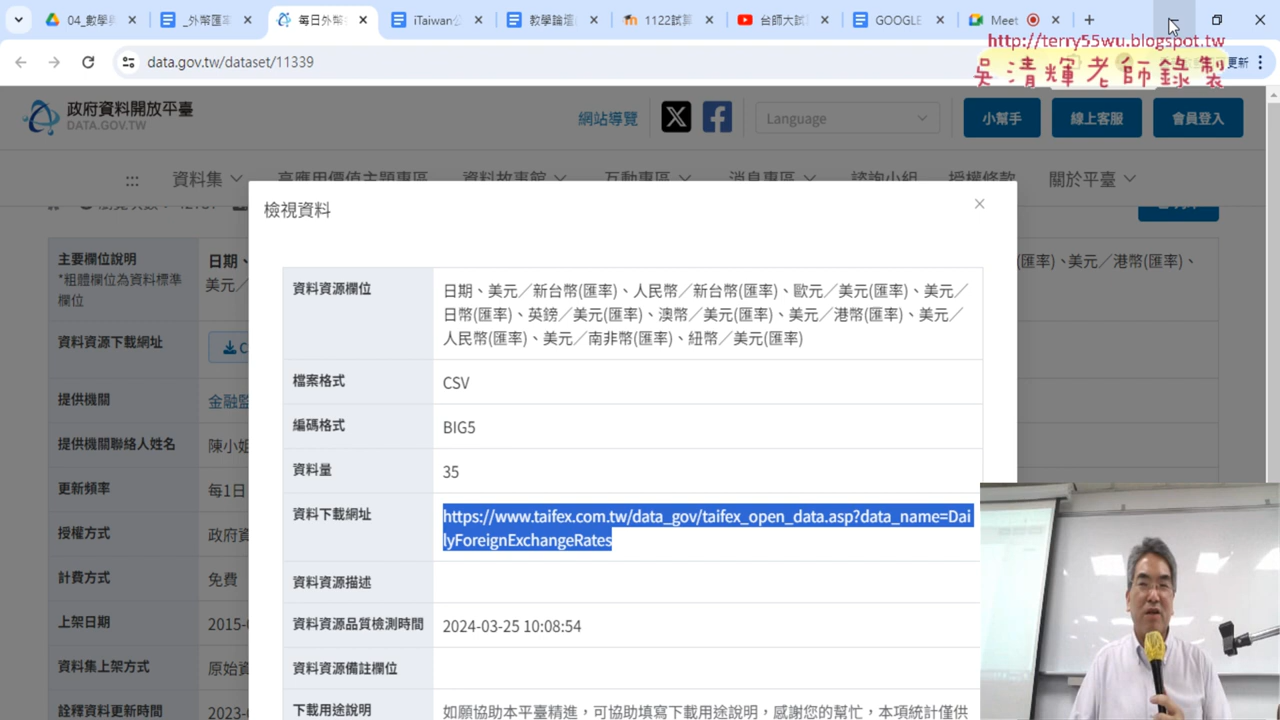 04_數學與
_外幣匯率
每日外幣
iTaiwan公
教學論壇
1122試算
台師大試
GOOGLE
Meet
data.gov.tw/dataset/11339
更新
http://terry55wu.blogspot.tw
吳清輝老師錄製
政府資料開放平臺
DATA.GOV.TW
網站導覽
Language
小幫手
線上客服
會員登入
資料集
高應用價值主題專區
資料故事館
互動專區
消息專區
諮詢小組
授權條款
關於平臺
檢視資料
主要欄位說明
*粗體欄位為資料標準
欄位
日期、
美元／
(匯率)、美元／港幣(匯率)、
資料資源下載網址
提供機關
金融監
提供機關聯絡人姓名
陳小姐
更新頻率
每1日
授權方式
政府資
計費方式
免費
上架日期
2015-
資料集上架方式
原始資
詮釋資料更新時間
2023-
資料資源欄位
日期、美元／新台幣(匯率)、人民幣／新台幣(匯率)、歐元／美元(匯率)、美元／
日幣(匯率)、英鎊／美元(匯率)、澳幣／美元(匯率)、美元／港幣(匯率)、美元／
人民幣(匯率)、美元／南非幣(匯率)、紐幣／美元(匯率)
檔案格式
CSV
編碼格式
BIG5
資料量
35
資料下載網址
https://www.taifex.com.tw/data_gov/taifex_open_data.asp?data_name=Dai
lyForeignExchangeRates
資料資源描述
資料資源品質檢測時間
2024-03-25 10:08:54
資料資源備註欄位
下載用途說明
如願協助本平臺精進，可協助填寫下載用途說明，感謝您的幫忙，本項統計僅供